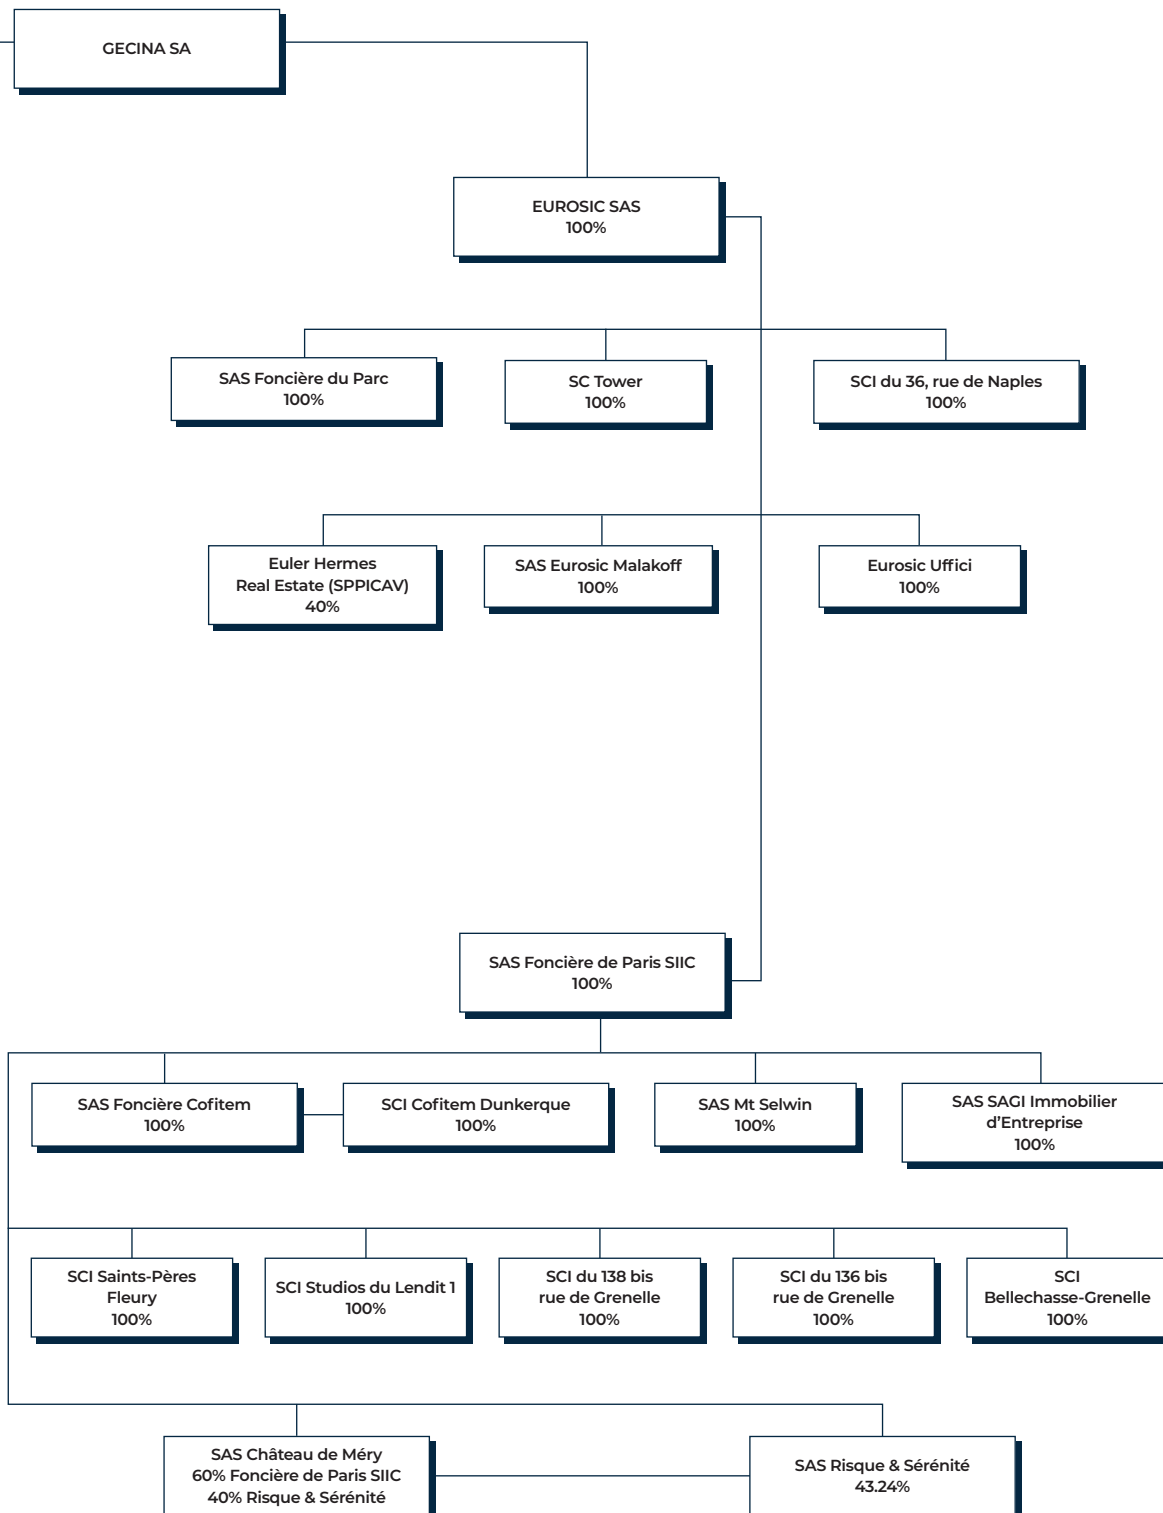 GECINA SA
EUROSIC SAS
100%
SAS Foncière du Parc
100%
SC Tower
100%
SCI du 36, rue de Naples
100%
Euler Hermes
Real Estate (SPPICAV)
40%
SAS Eurosic Malakoff
100%
Eurosic Uffici
100%
SAS Foncière de Paris SIIC
100%
SAS Foncière Cofitem
100%
SCI Cofitem Dunkerque
100%
SAS Mt Selwin
100%
SAS SAGI Immobilier
d’Entreprise
100%
SCI Saints-Pères
Fleury
100%
SCI Studios du Lendit 1
100%
SCI du 138 bis
rue de Grenelle
100%
SCI du 136 bis
rue de Grenelle
100%
SCI
Bellechasse-Grenelle
100%
SAS Château de Méry
60% Foncière de Paris SIIC
40% Risque & Sérénité
SAS Risque & Sérénité
43.24%